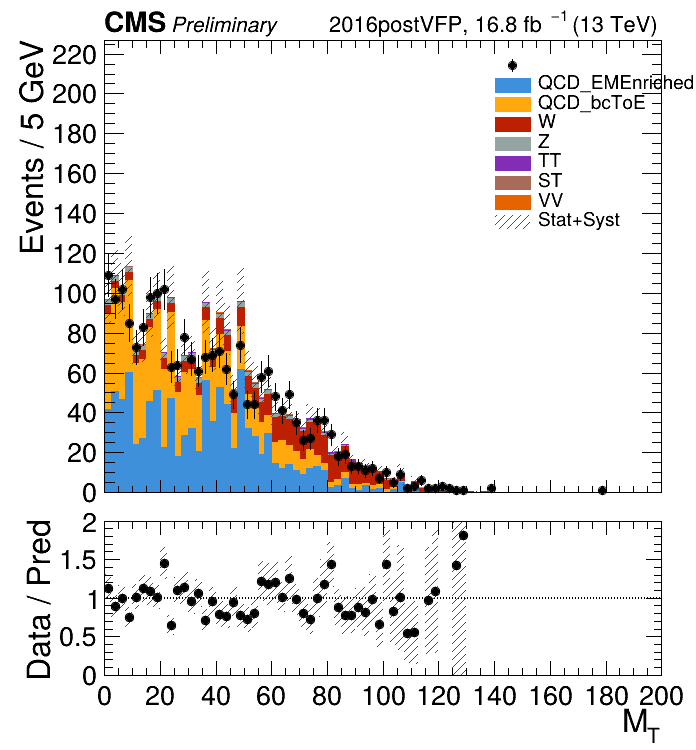 CMS Preliminary 2016postVFP, 16.8 fb⁻¹ (13 TeV)
Events / 5 GeV
220
200
180
160
140
120
100
80
60
40
20
0
QCD_EMEnriched
QCD_bcToE
W
Z
TT
ST
VV
Stat+Syst
Data / Pred
2
1.5
1
0.5
0
0 20 40 60 80 100 120 140 160 180 200
M_T